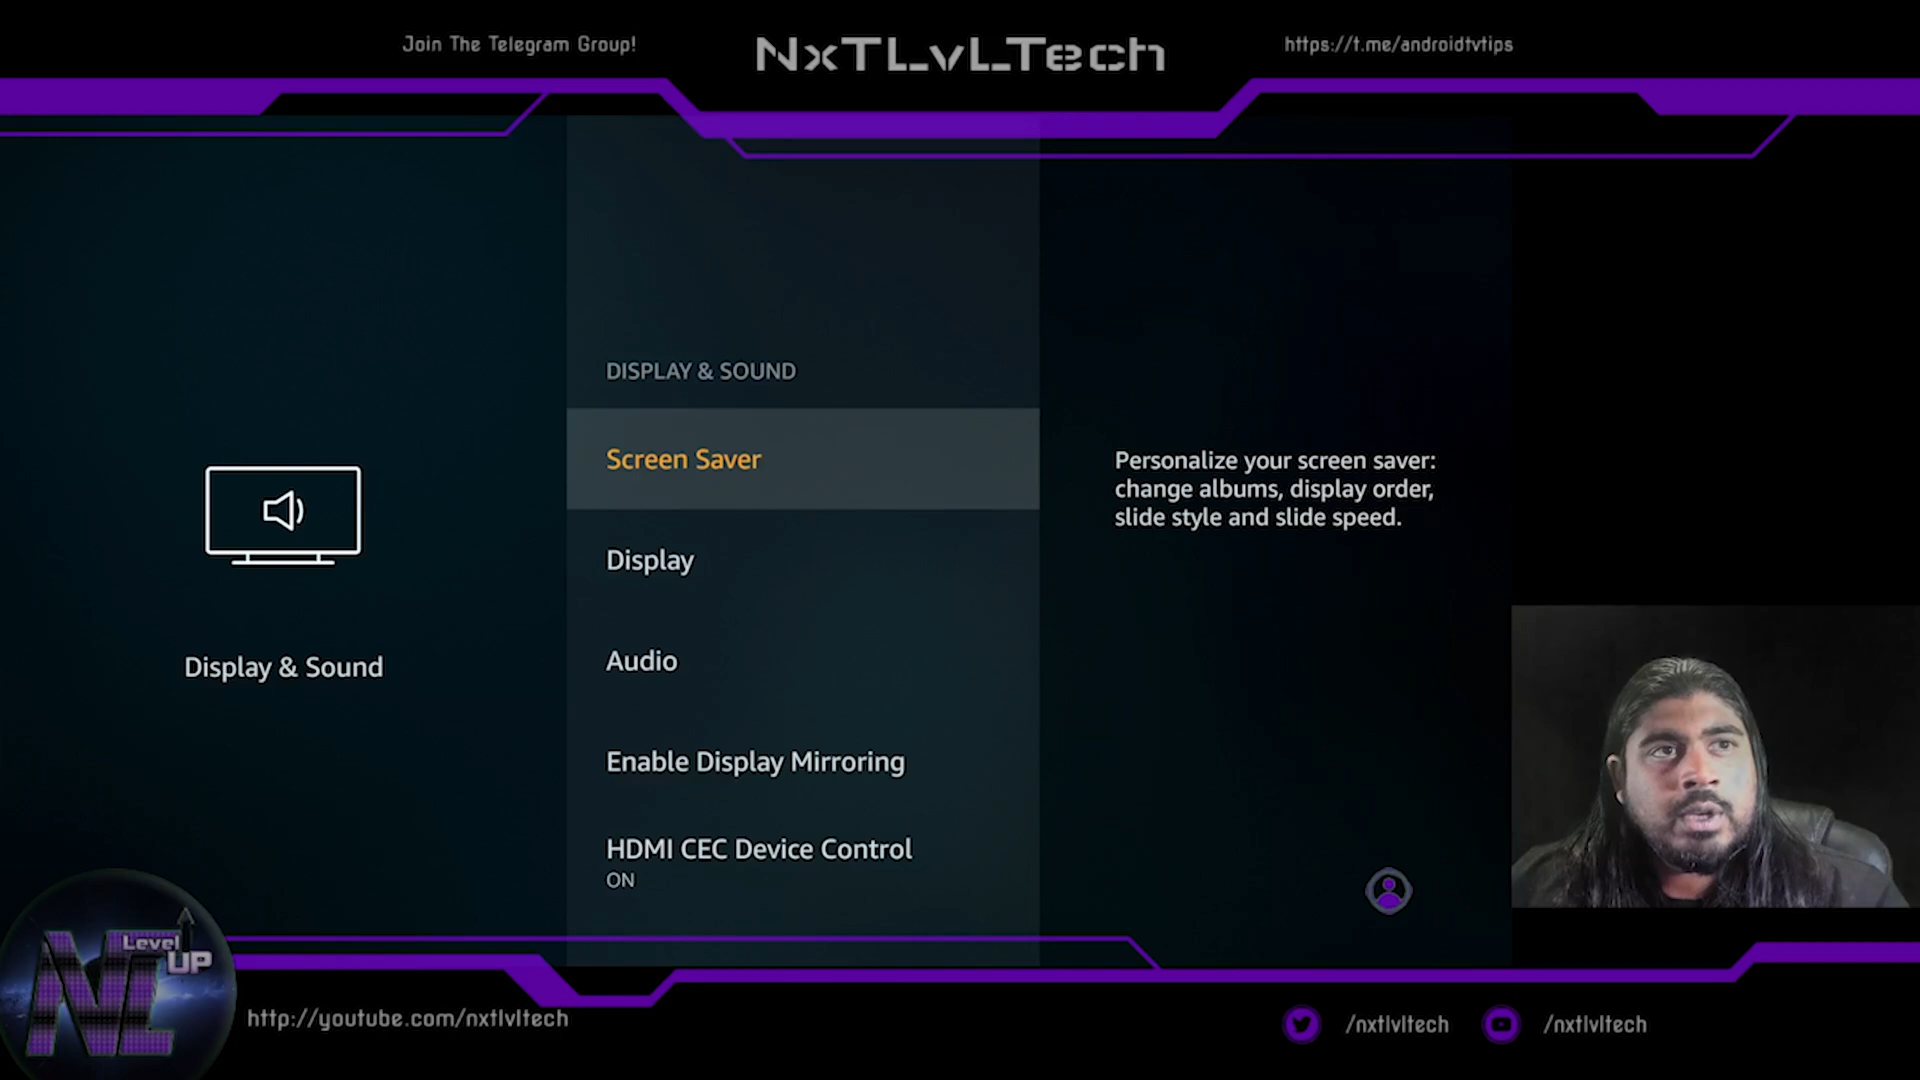 Join The Telegram Group!
NxTLvLTech
https://t.me/androidtvtips
DISPLAY & SOUND
Screen Saver
Display
Audio
Enable Display Mirroring
HDMI CEC Device Control
ON
Display & Sound
Personalize your screen saver:
change albums, display order,
slide style and slide speed.
NL
Level
UP
http://youtube.com/nxtlvltech
/nxtlvltech
/nxtlvltech